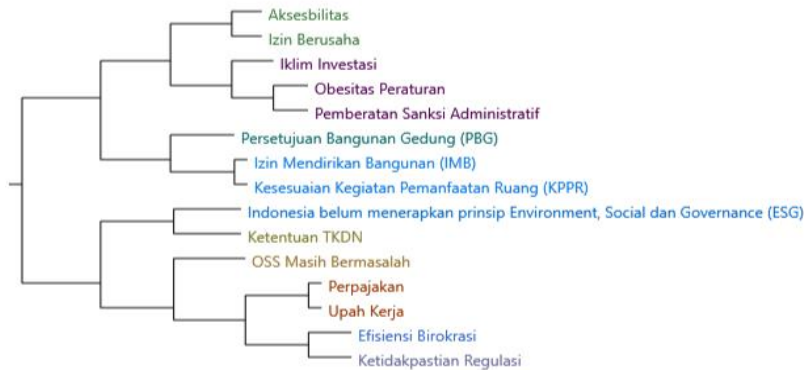 Aksesbilitas
Izin Berusaha
Iklim Investasi
Obesitas Peraturan
Pemberatan Sanksi Administratif
Persetujuan Bangunan Gedung (PBG)
Izin Mendirikan Bangunan (IMB)
Kesesuaian Kegiatan Pemanfaatan Ruang (KPPR)
Indonesia belum menerapkan prinsip Environment, Social dan Governance (ESG)
Ketentuan TKDN
OSS Masih Bermasalah
Perpajakan
Upah Kerja
Efisiensi Birokrasi
Ketidakpastian Regulasi